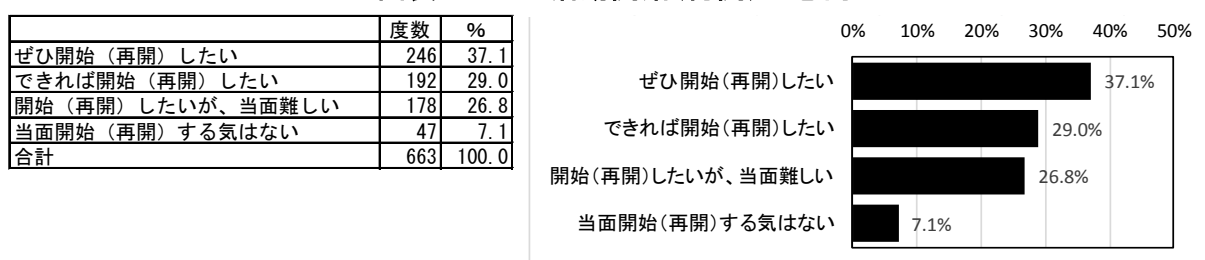 度数 %
ぜひ開始（再開）したい 246 37.1
できれば開始（再開）したい 192 29.0
開始（再開）したいが、当面難しい 178 26.8
当面開始（再開）する気はない 47 7.1
合計 663 100.0
0% 10% 20% 30% 40% 50%
ぜひ開始（再開）したい 37.1%
できれば開始（再開）したい 29.0%
開始（再開）したいが、当面難しい 26.8%
当面開始（再開）する気はない 7.1%